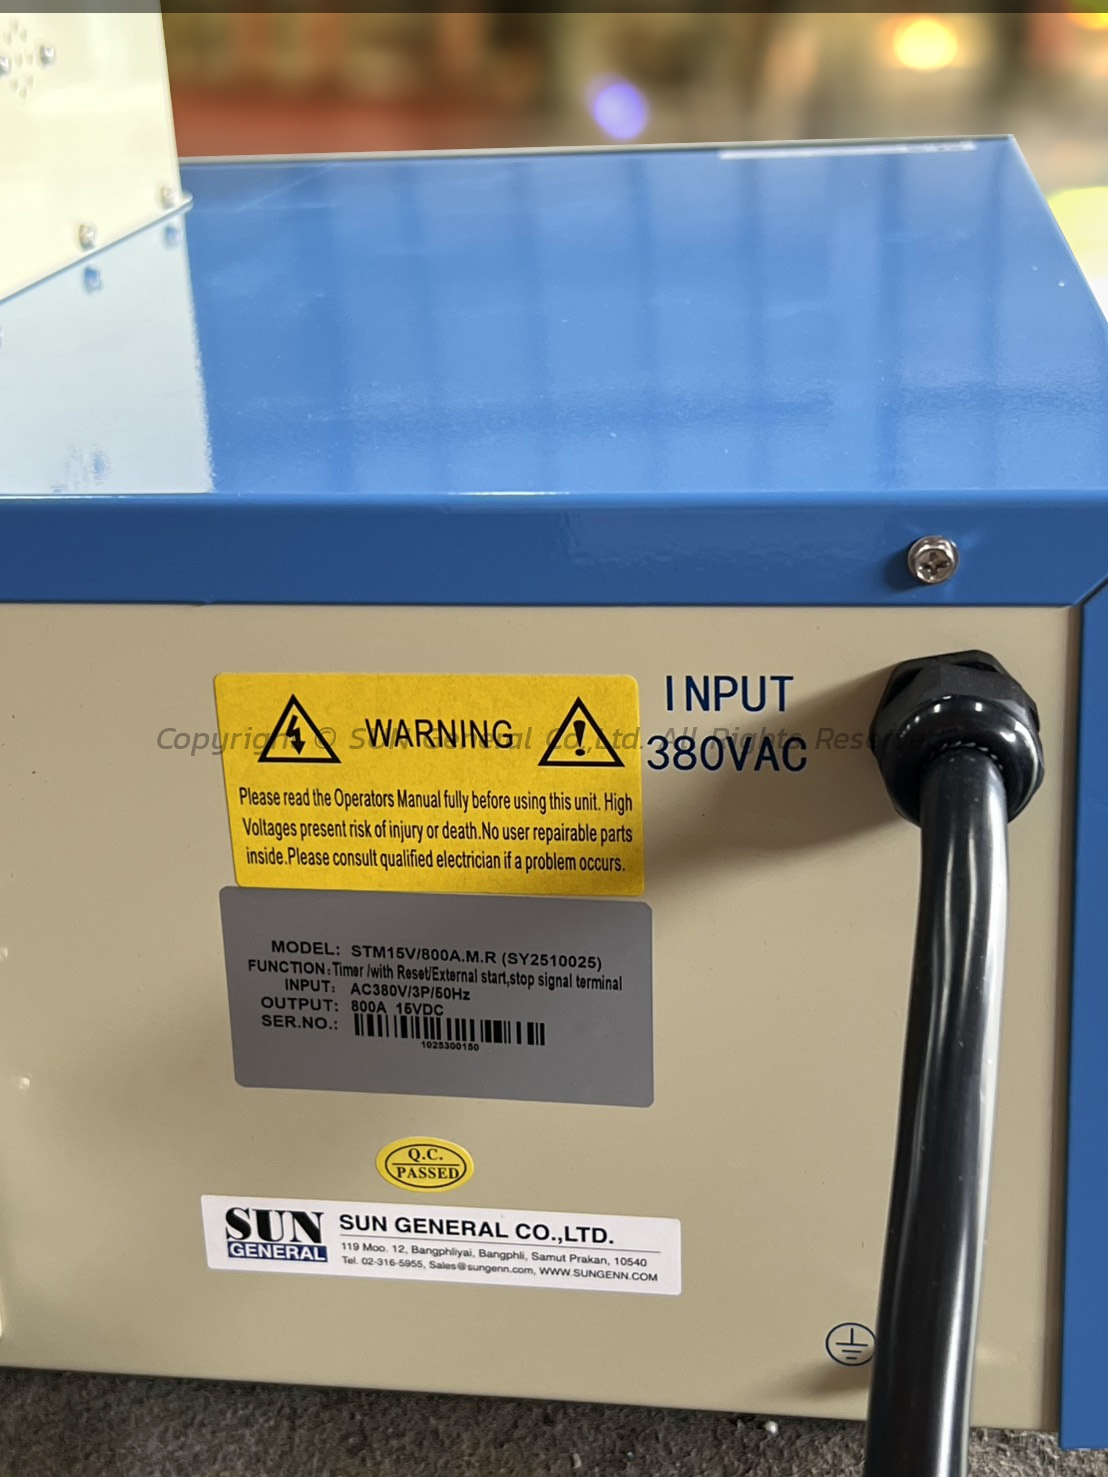 INPUT
380VAC
WARNING
Please read the Operators Manual fully before using this unit. High
Voltages present risk of injury or death.No user repairable parts
inside.Please consult qualified electrician if a problem occurs.
Copyright © SUN General Co.,Ltd. All Rights
MODEL: STM15V/800A.M.R (SY2510025)
FUNCTION:Timer /with Reset/External start,stop signal terminal
INPUT: AC380V/3P/50Hz
OUTPUT: 800A 15VDC
SER.NO.:
1025300150
Q.C.
PASSED
SUN
GENERAL
SUN GENERAL CO.,LTD.
119 Moo. 12, Bangphliyai, Bangphli, Samut Prakan, 10540
Tel. 02-316-5955, Sales@sungenn.com, WWW.SUNGENN.COM